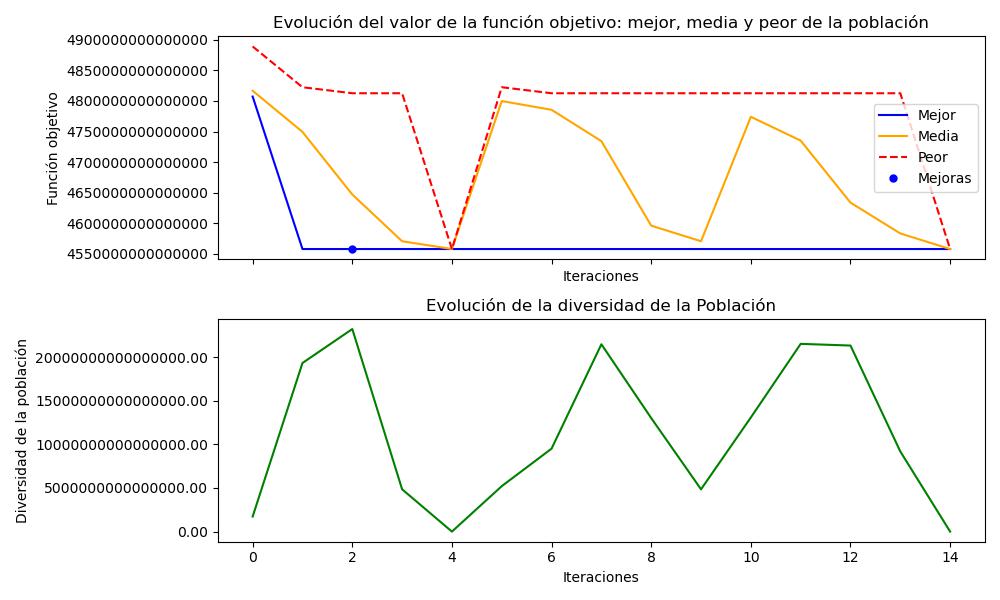 Evolución del valor de la función objetivo: mejor, media y peor de la población
Función objetivo
4900000000000000
4850000000000000
4800000000000000
4750000000000000
4700000000000000
4650000000000000
4600000000000000
4550000000000000
Mejor
Media
Peor
Mejoras
Iteraciones
Evolución de la diversidad de la Población
Diversidad de la población
20000000000000000.00
15000000000000000.00
10000000000000000.00
5000000000000000.00
0.00
0 2 4 6 8 10 12 14
Iteraciones